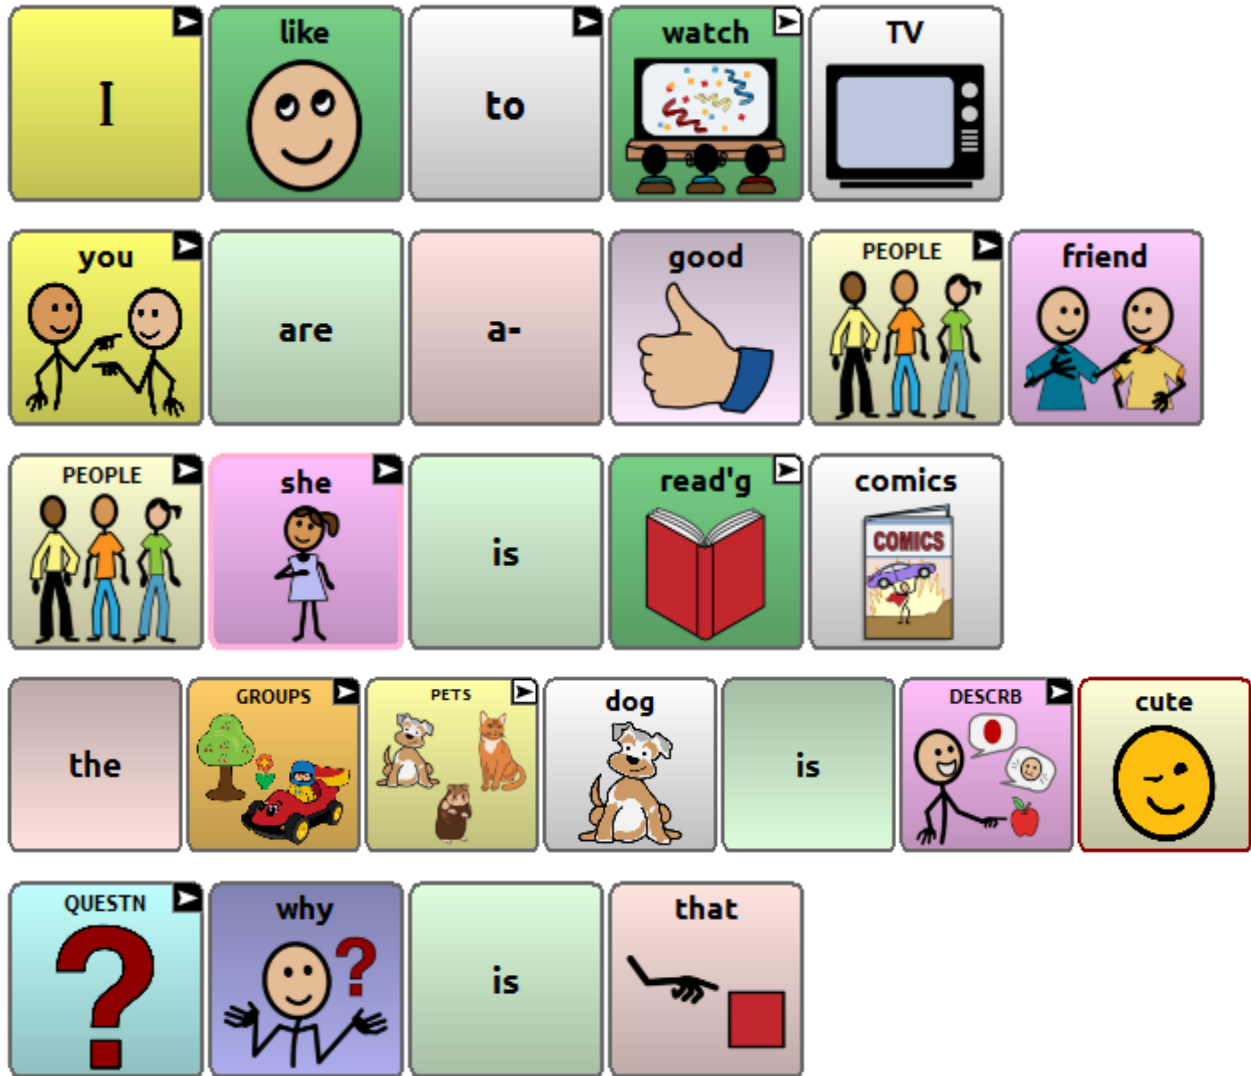 I like to watch TV
you are a- good PEOPLE friend
PEOPLE she is read'g comics COMICS
the GROUPS PETS dog is DESCRB cute
QUESTN ? why ? is that